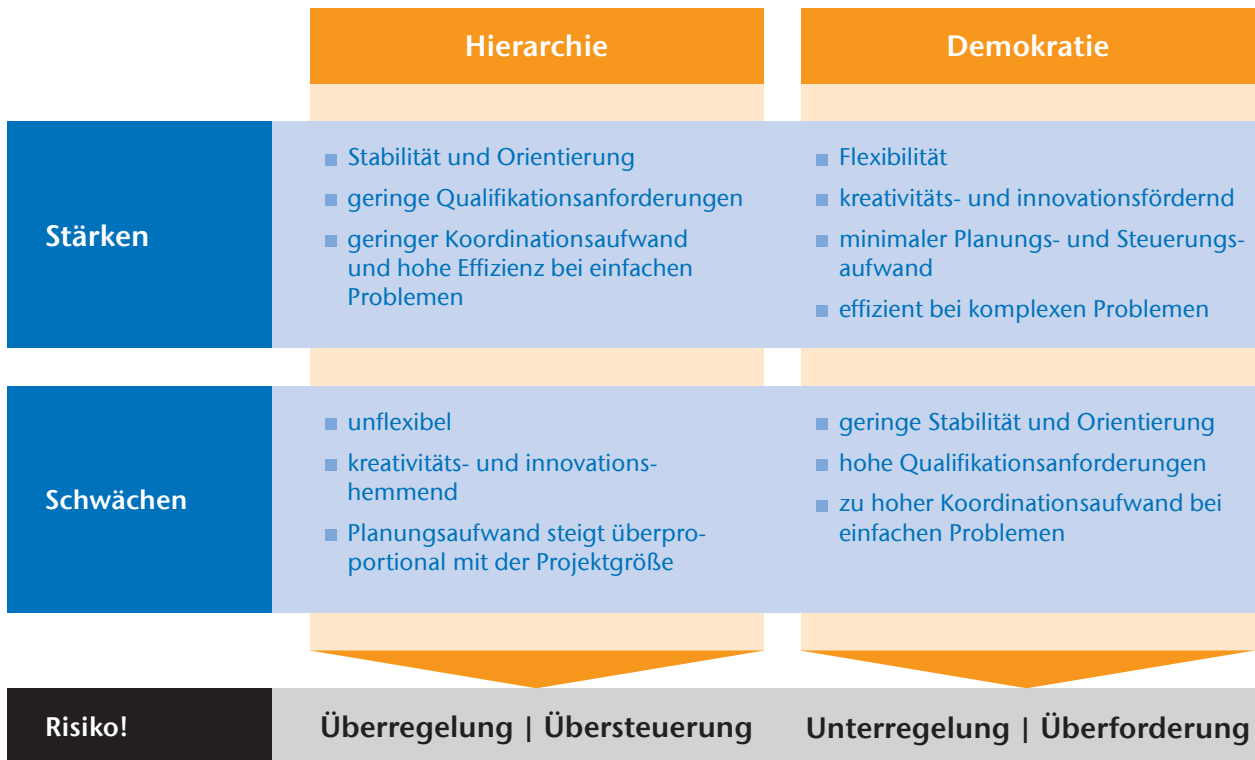 Hierarchie
Demokratie
Stärken
Stabilität und Orientierung
geringe Qualifikationsanforderungen
geringer Koordinationsaufwand
und hohe Effizienz bei einfachen
Problemen
Flexibilität
kreativitäts- und innovationsfördernd
minimaler Planungs- und Steuerungs-
aufwand
effizient bei komplexen Problemen
Schwächen
unflexibel
kreativitäts- und innovations-
hemmend
Planungsaufwand steigt überpro-
portional mit der Projektgröße
geringe Stabilität und Orientierung
hohe Qualifikationsanforderungen
zu hoher Koordinationsaufwand bei
einfachen Problemen
Risiko!
Überregelung | Übersteuerung
Unterregelung | Überforderung